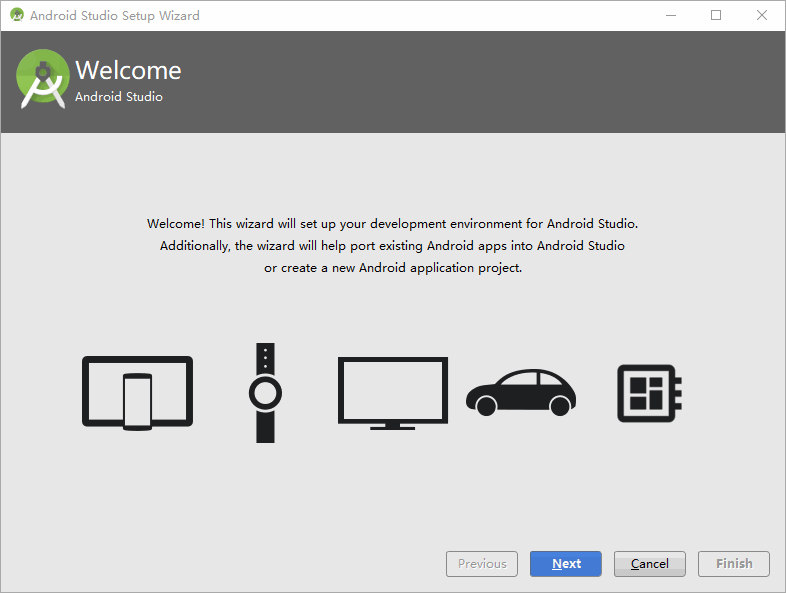 Android Studio Setup Wizard
Welcome
Android Studio
Welcome! This wizard will set up your development environment for Android Studio.
Additionally, the wizard will help port existing Android apps into Android Studio
or create a new Android application project.
Previous
Next
Cancel
Finish